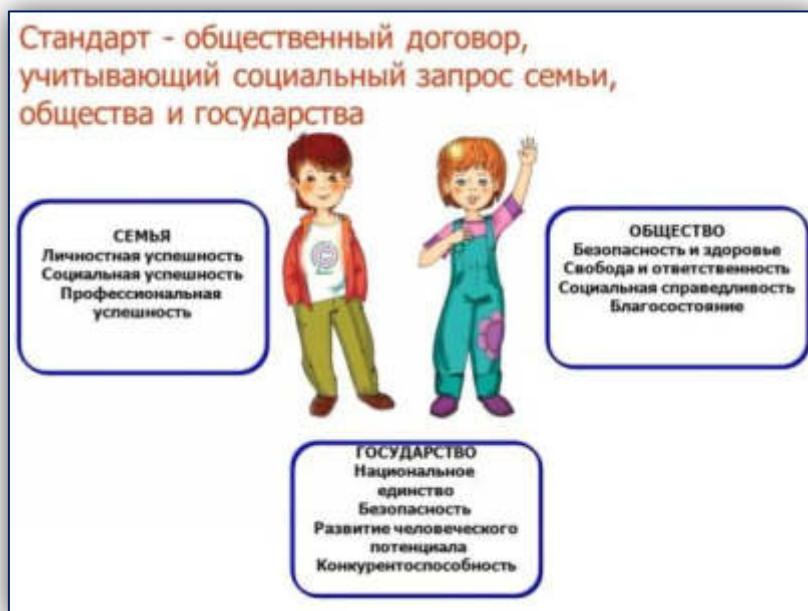 Стандарт - общественный договор,
учитывающий социальный запрос семьи,
общества и государства
СЕМЬЯ
Личностная успешность
Социальная успешность
Профессиональная
успешность
ОБЩЕСТВО
Безопасность и здоровье
Свобода и ответственность
Социальная справедливость
Благосостояние
ГОСУДАРСТВО
Национальное
единство
Безопасность
Развитие человеческого
потенциала
Конкурентоспособность